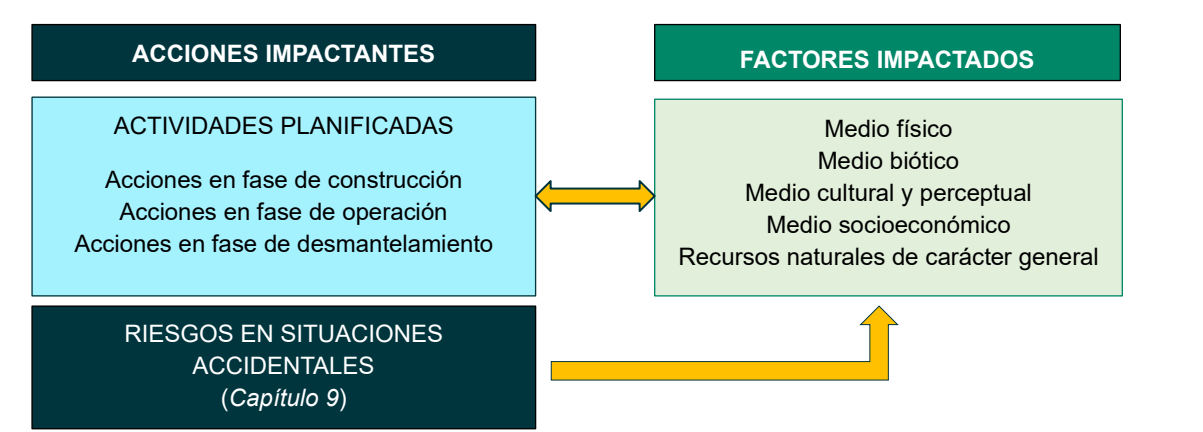 ACCIONES IMPACTANTES
ACTIVIDADES PLANIFICADAS
Acciones en fase de construcción
Acciones en fase de operación
Acciones en fase de desmantelamiento
RIESGOS EN SITUACIONES
ACCIDENTALES
(Capítulo 9)
FACTORES IMPACTADOS
Medio físico
Medio biótico
Medio cultural y perceptual
Medio socioeconómico
Recursos naturales de carácter general